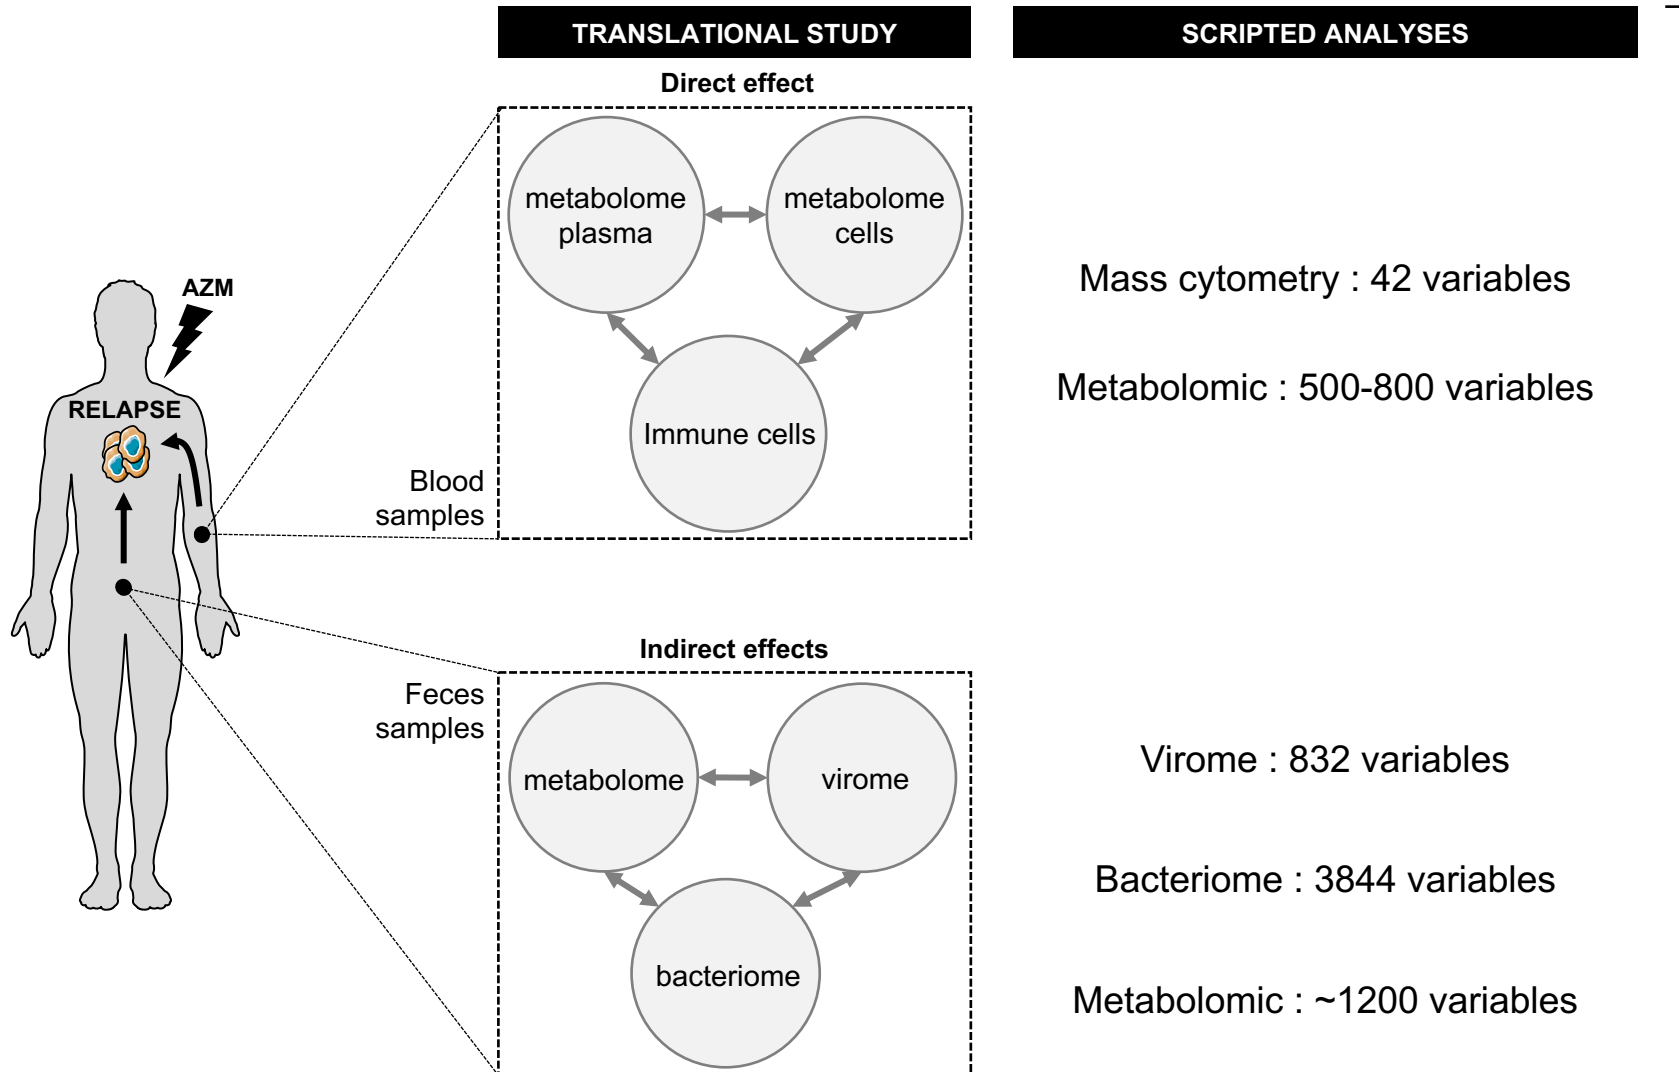 TRANSLATIONAL STUDY
SCRIPTED ANALYSES
Direct effect
metabolome
plasma
metabolome
cells
Immune cells
Mass cytometry : 42 variables
Metabolomic : 500-800 variables
AZM
RELAPSE
Blood
samples
Indirect effects
Feces
samples
metabolome
virome
bacteriome
Virome : 832 variables
Bacteriome : 3844 variables
Metabolomic : ~1200 variables